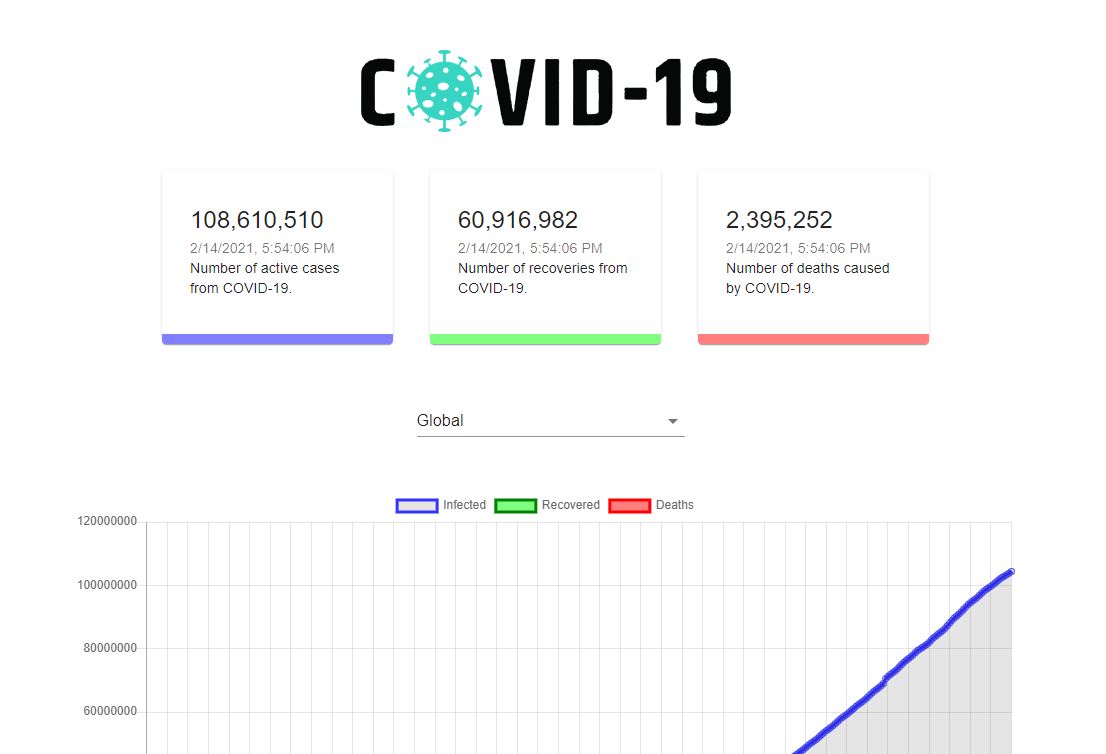 COVID-19
108,610,510
2/14/2021, 5:54:06 PM
Number of active cases
from COVID-19.
60,916,982
2/14/2021, 5:54:06 PM
Number of recoveries from
COVID-19.
2,395,252
2/14/2021, 5:54:06 PM
Number of deaths caused
by COVID-19.
Global
Infected Recovered Deaths
120000000
100000000
80000000
60000000